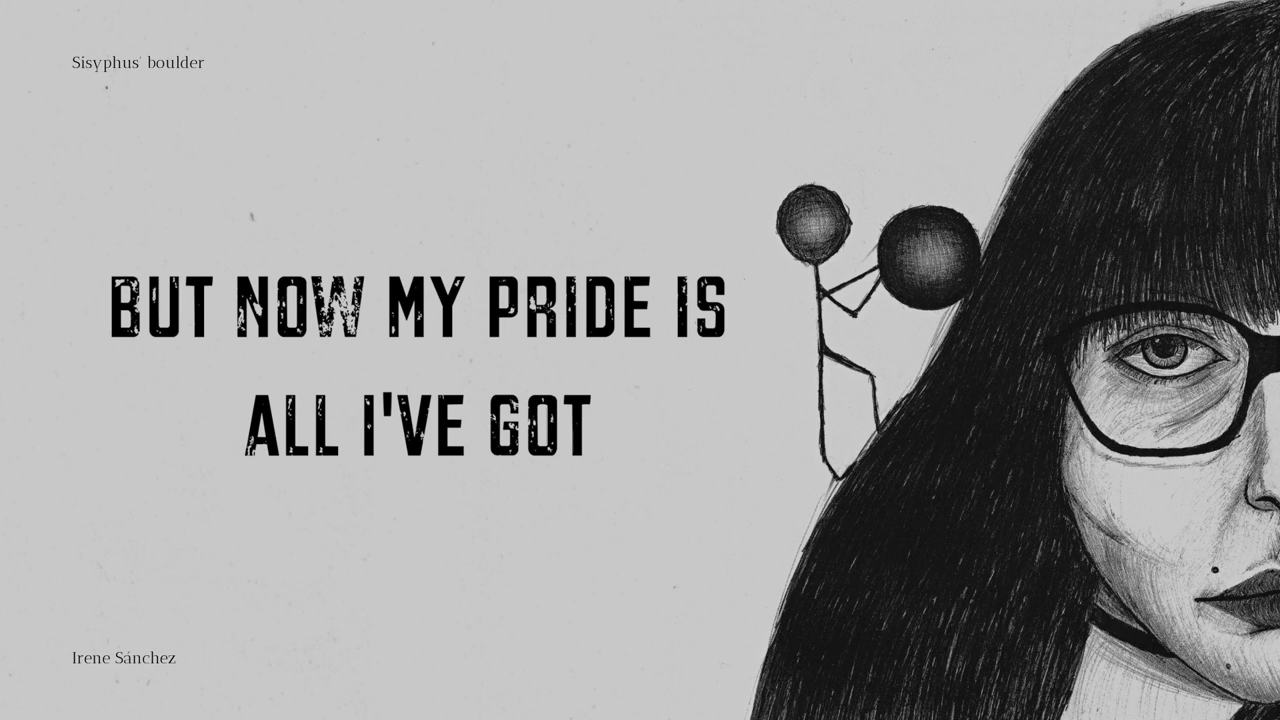 Sisyphus' boulder
BUT NOW MY PRIDE IS
ALL I'VE GOT
Irene Sánchez